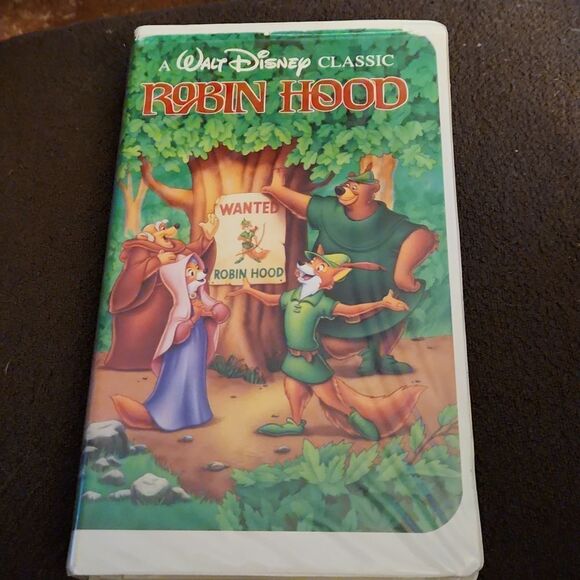 A Walt Disney CLASSIC
ROBIN HOOD
WANTED
ROBIN HOOD